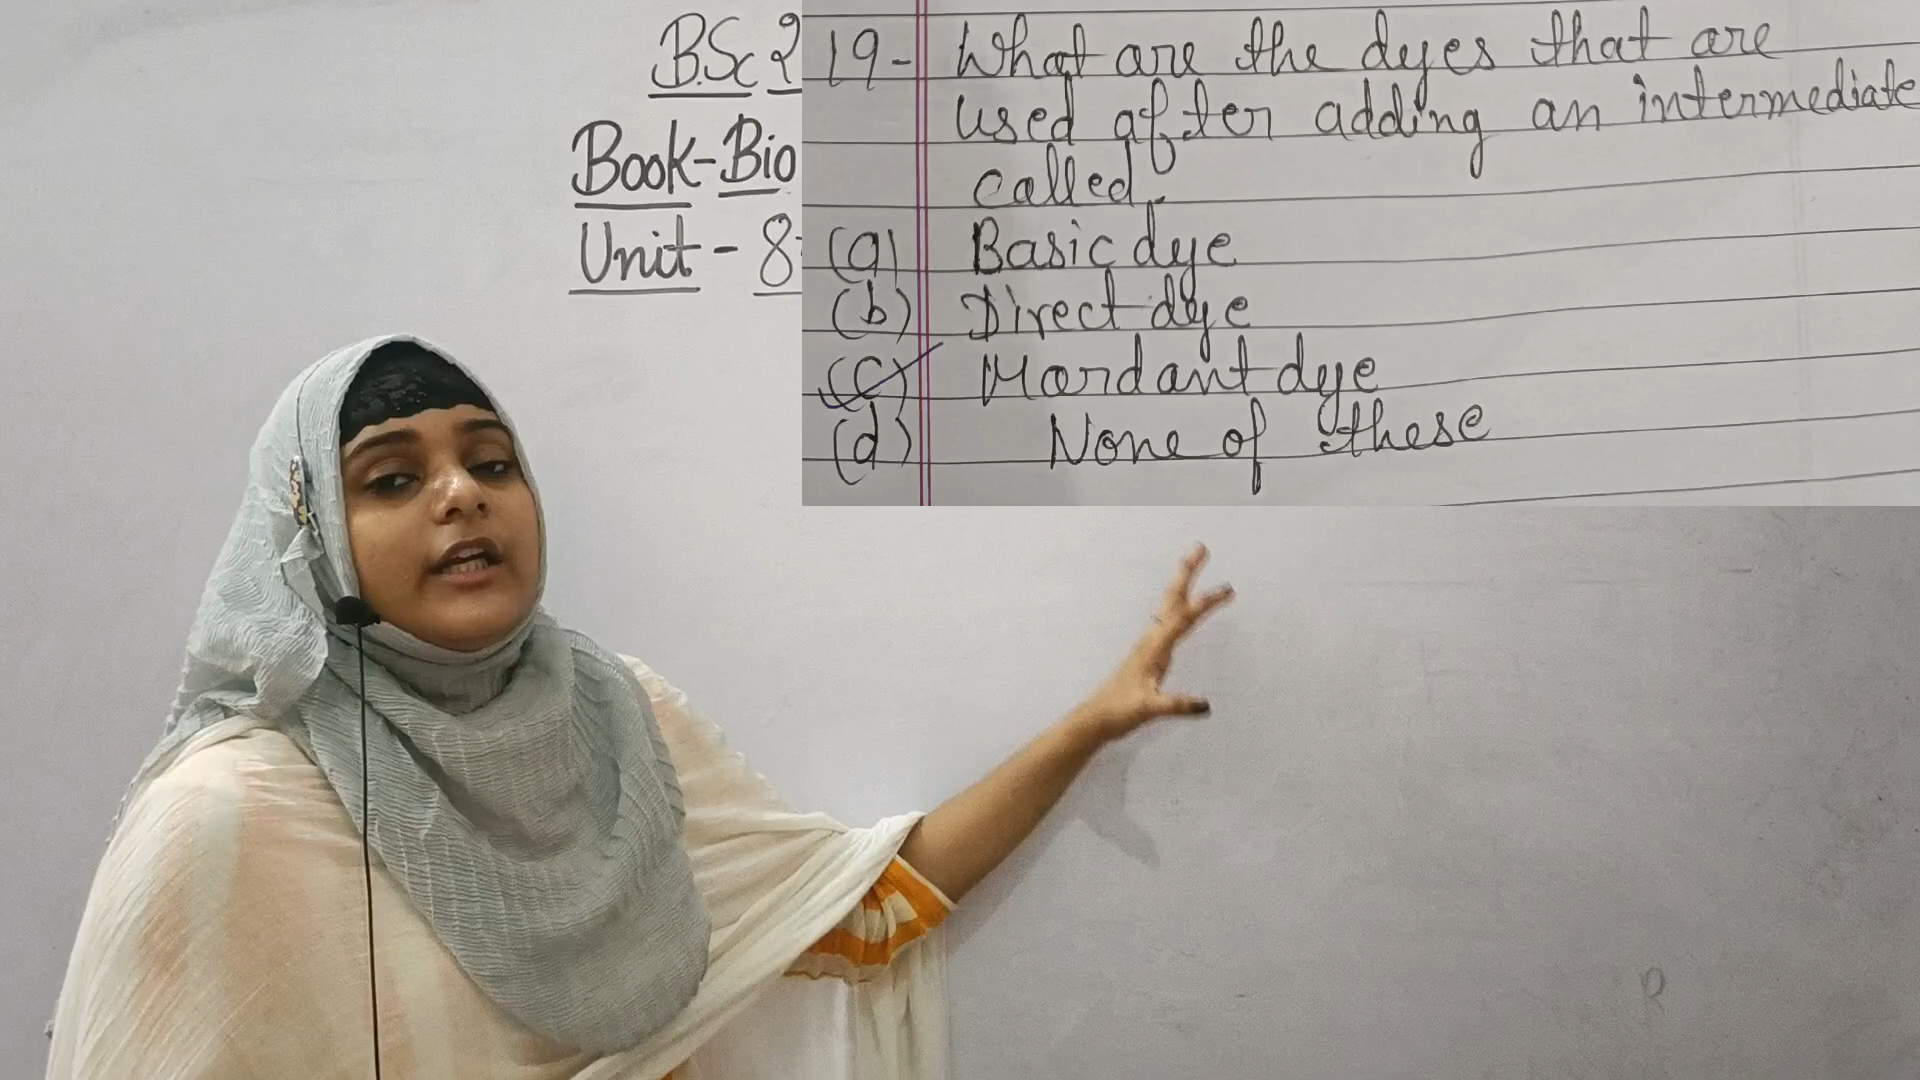 B.Sc 2
Book-Bio
Unit - 8
19- What are the dyes that are
used after adding an intermediate
called.
(a) Basic dye
(b) Direct dye
(c) Mordant dye
(d) None of these